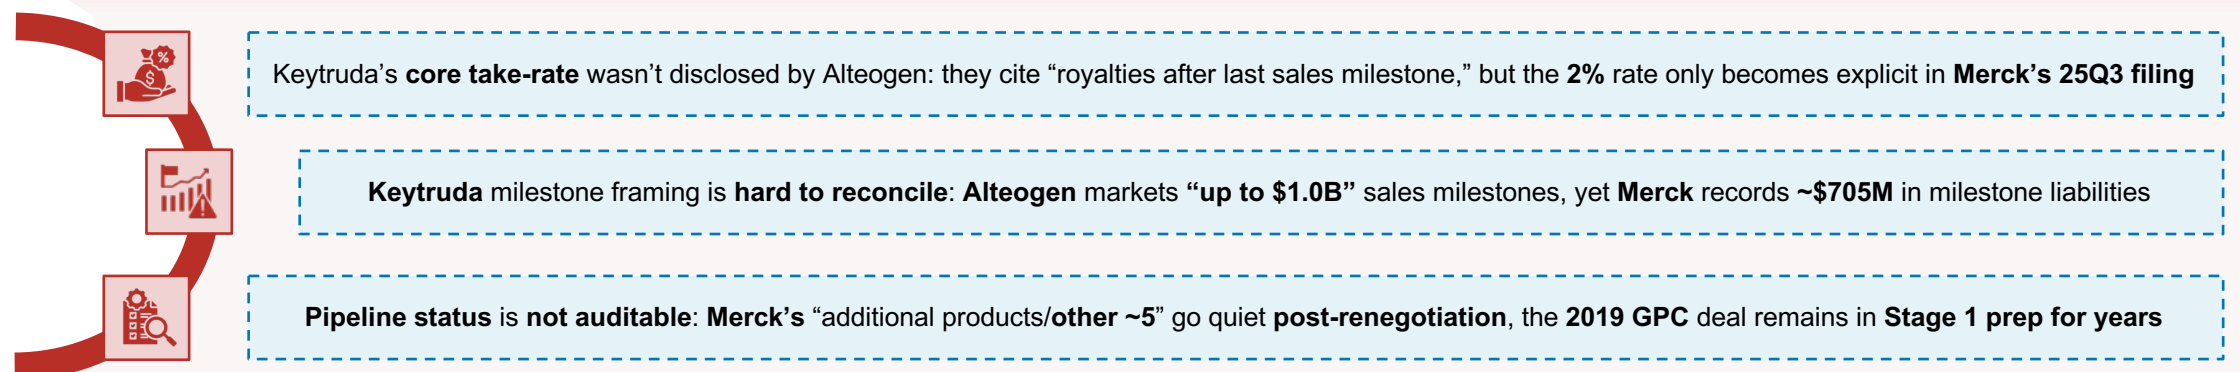 Keytruda’s core take-rate wasn’t disclosed by Alteogen: they cite “royalties after last sales milestone,” but the 2% rate only becomes explicit in Merck’s 25Q3 filing
Keytruda milestone framing is hard to reconcile: Alteogen markets “up to $1.0B” sales milestones, yet Merck records ~$705M in milestone liabilities
Pipeline status is not auditable: Merck’s “additional products/other ~5” go quiet post-renegotiation, the 2019 GPC deal remains in Stage 1 prep for years